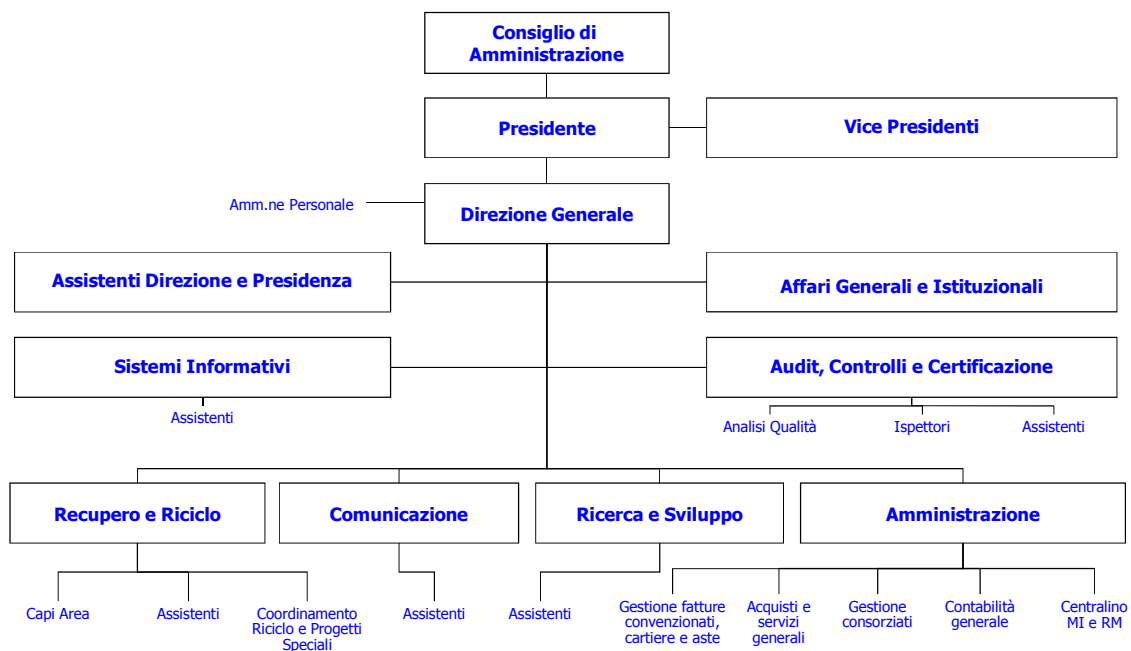 Consiglio di
Amministrazione
Presidente
Vice Presidenti
Amm.ne Personale
Direzione Generale
Assistenti Direzione e Presidenza
Affari Generali e Istituzionali
Sistemi Informativi
Audit, Controlli e Certificazione
Assistenti
Analisi Qualità
Ispettori
Assistenti
Recupero e Riciclo
Comunicazione
Ricerca e Sviluppo
Amministrazione
Capi Area
Assistenti
Coordinamento
Riciclo e Progetti
Speciali
Assistenti
Assistenti
Gestione fatture
convenzionati,
cartiere e aste
Acquisti e
servizi
generali
Gestione
consorziati
Contabilità
generale
Centralino
MI e RM